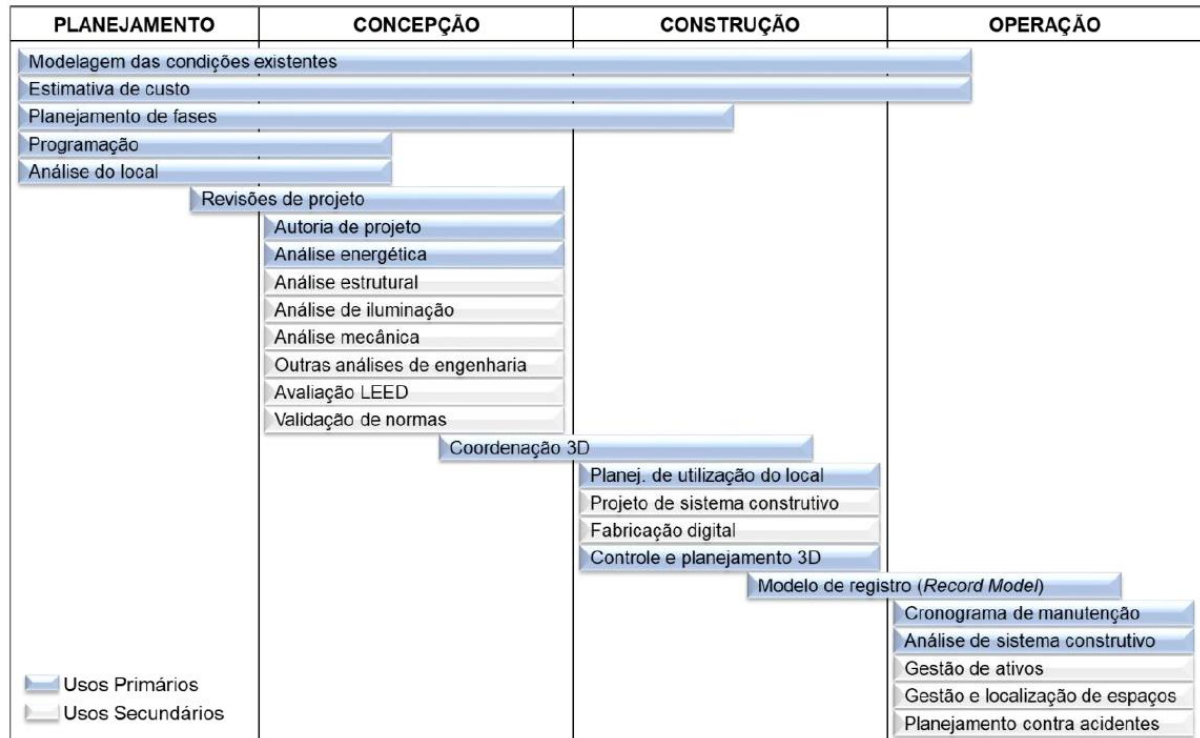 PLANEJAMENTO
CONCEPÇÃO
CONSTRUÇÃO
OPERAÇÃO
Modelagem das condições existentes
Estimativa de custo
Planejamento de fases
Programação
Análise do local
Revisões de projeto
Autoria de projeto
Análise energética
Análise estrutural
Análise de iluminação
Análise mecânica
Outras análises de engenharia
Avaliação LEED
Validação de normas
Coordenação 3D
Planej. de utilização do local
Projeto de sistema construtivo
Fabricação digital
Controle e planejamento 3D
Modelo de registro (Record Model)
Cronograma de manutenção
Análise de sistema construtivo
Gestão de ativos
Gestão e localização de espaços
Planejamento contra acidentes
Usos Primários
Usos Secundários